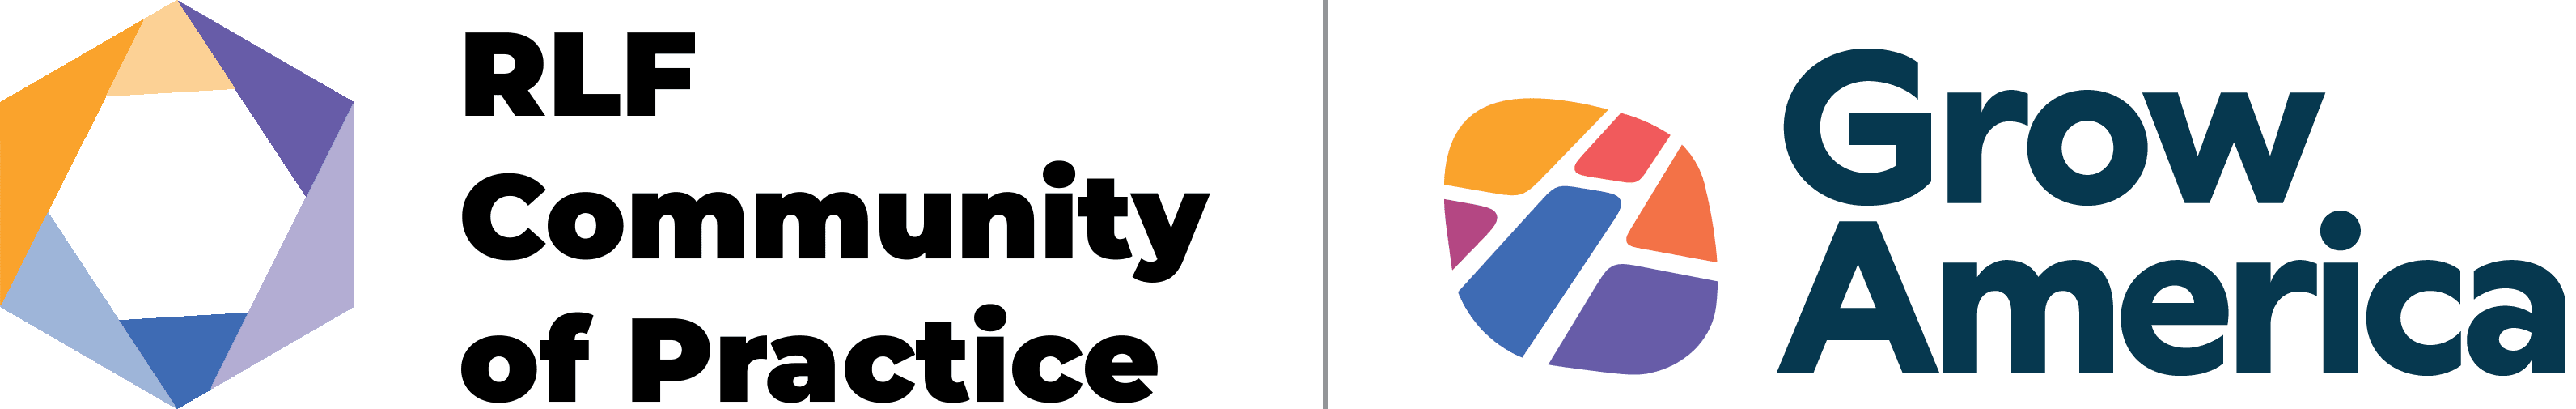 RLF
Community
of Practice
Grow
America